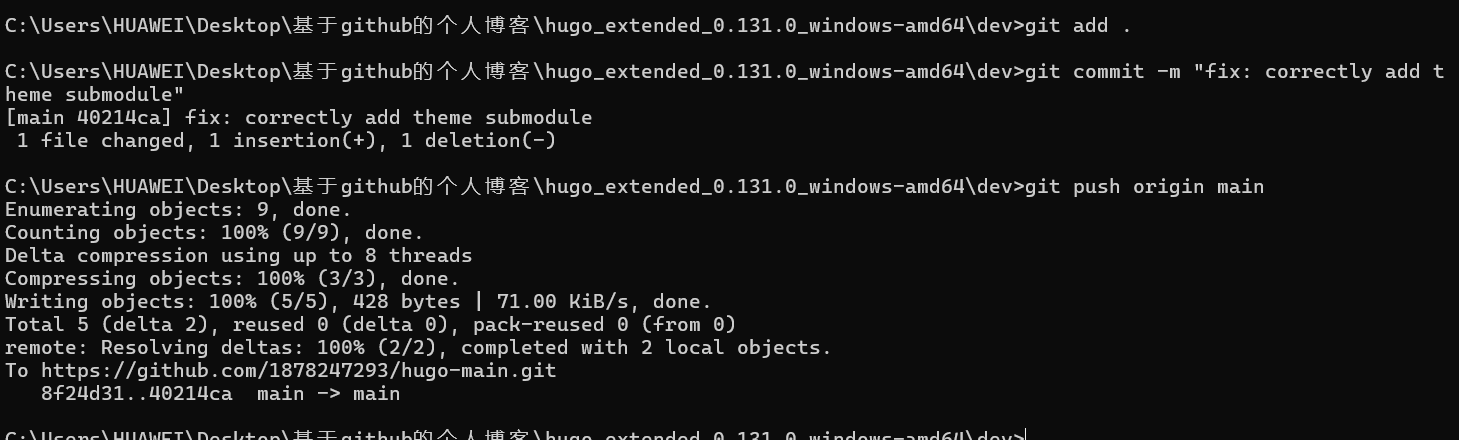 C:\Users\HUAWEI\Desktop\基于github的个人博客\hugo_extended_0.131.0_windows-amd64\dev>git add .
C:\Users\HUAWEI\Desktop\基于github的个人博客\hugo_extended_0.131.0_windows-amd64\dev>git commit -m "fix: correctly add t
heme submodule"
[main 40214ca] fix: correctly add theme submodule
 1 file changed, 1 insertion(+), 1 deletion(-)
C:\Users\HUAWEI\Desktop\基于github的个人博客\hugo_extended_0.131.0_windows-amd64\dev>git push origin main
Enumerating objects: 9, done.
Counting objects: 100% (9/9), done.
Delta compression using up to 8 threads
Compressing objects: 100% (3/3), done.
Writing objects: 100% (5/5), 428 bytes | 71.00 KiB/s, done.
Total 5 (delta 2), reused 0 (delta 0), pack-reused 0 (from 0)
remote: Resolving deltas: 100% (2/2), completed with 2 local objects.
To https://github.com/1878247293/hugo-main.git
   8f24d31..40214ca  main -> main
C:\Users\HUAWEI\Desktop\基于github的个人博客\hugo_extended_0.131.0_windows-amd64\dev>